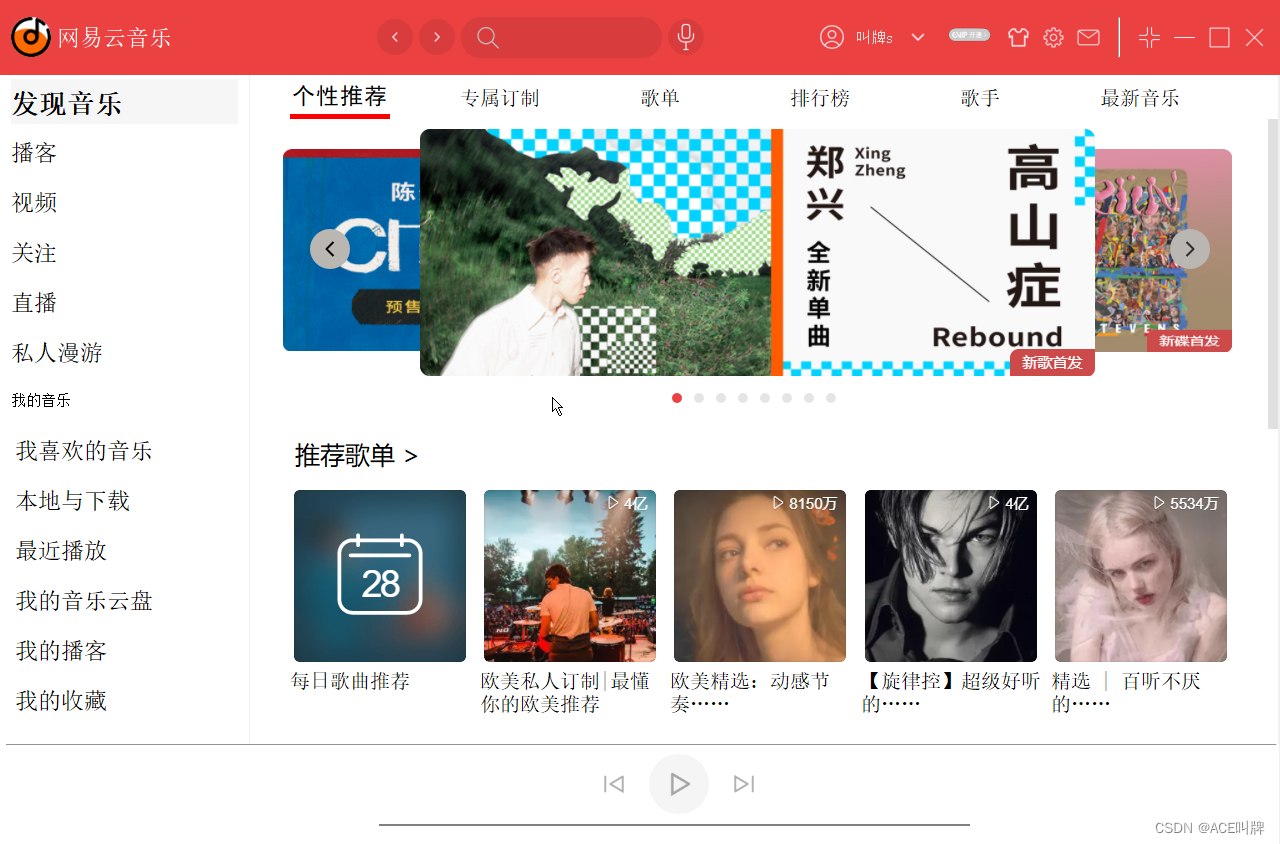 网易云音乐
叫牌s
发现音乐
播客
视频
关注
直播
私人漫游
我的音乐
我喜欢的音乐
本地与下载
最近播放
我的音乐云盘
我的播客
我的收藏
个性推荐
专属订制
歌单
排行榜
歌手
最新音乐
陈
预售
郑兴
Xing
Zheng
全新单曲
高山症
Rebound
新歌首发
新碟首发
推荐歌单 >
28
每日歌曲推荐
4亿
欧美私人订制|最懂
你的欧美推荐
8150万
欧美精选：动感节
奏……
4亿
【旋律控】超级好听
的……
5534万
精选 | 百听不厌
的……
CSDN @ACE叫牌